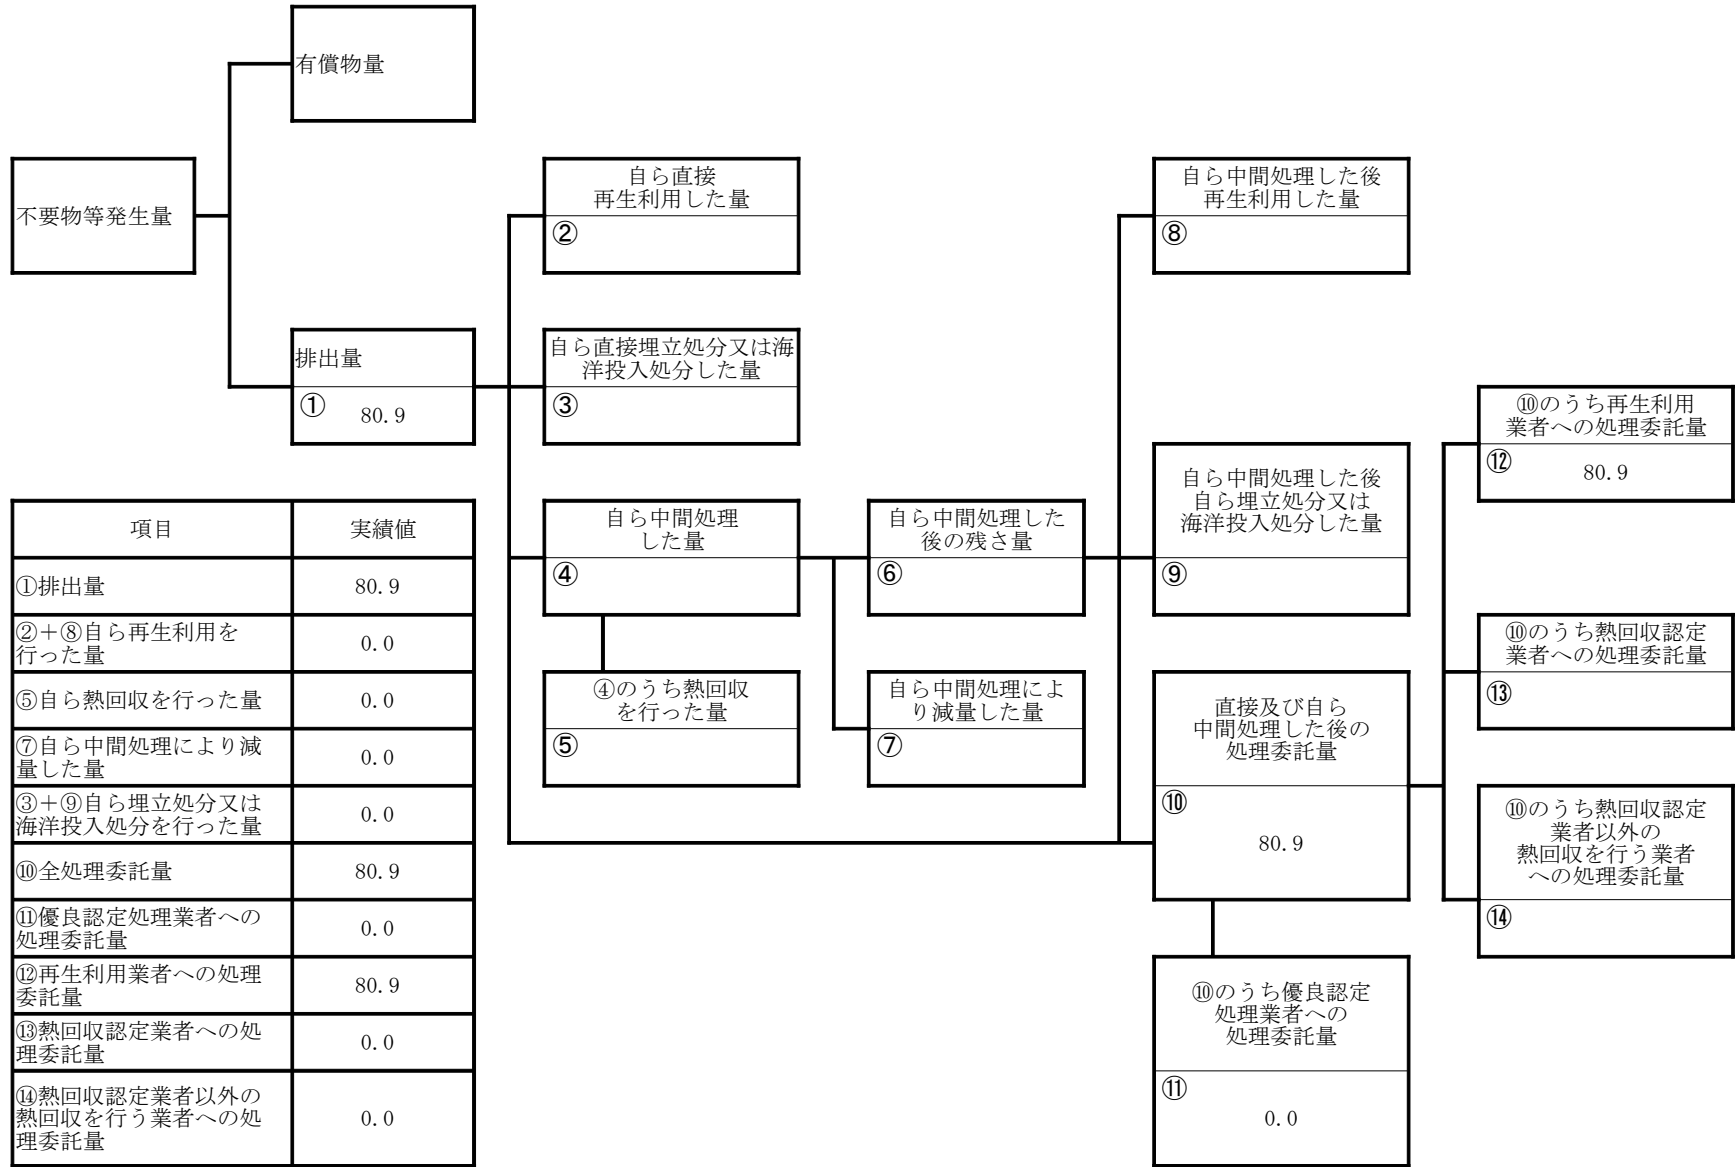 有償物量
不要物等発生量
自ら直接
再生利用した量
②
自ら中間処理した後
再生利用した量
⑧
排出量
①
80.9
自ら直接埋立処分又は海
洋投入処分した量
③
⑩のうち再生利用
業者への処理委託量
⑫
80.9
自ら中間処理
した量
④
自ら中間処理した
後の残さ量
⑥
自ら中間処理した後
自ら埋立処分又は
海洋投入処分した量
⑨
⑩のうち熱回収認定
業者への処理委託量
⑬
④のうち熱回収
を行った量
⑤
自ら中間処理によ
り減量した量
⑦
直接及び自ら
中間処理した後の
処理委託量
⑩
80.9
⑩のうち熱回収認定
業者以外の
熱回収を行う業者
への処理委託量
⑭
⑩のうち優良認定
処理業者への
処理委託量
⑪
0.0
項目
実績値
①排出量
80.9
②＋⑧自ら再生利用を
行った量
0.0
⑤自ら熱回収を行った量
0.0
⑦自ら中間処理により減
量した量
0.0
③＋⑨自ら埋立処分又は
海洋投入処分を行った量
0.0
⑩全処理委託量
80.9
⑪優良認定処理業者への
処理委託量
0.0
⑫再生利用業者への処理
委託量
80.9
⑬熱回収認定業者への処
理委託量
0.0
⑭熱回収認定業者以外の
熱回収を行う業者への処
理委託量
0.0